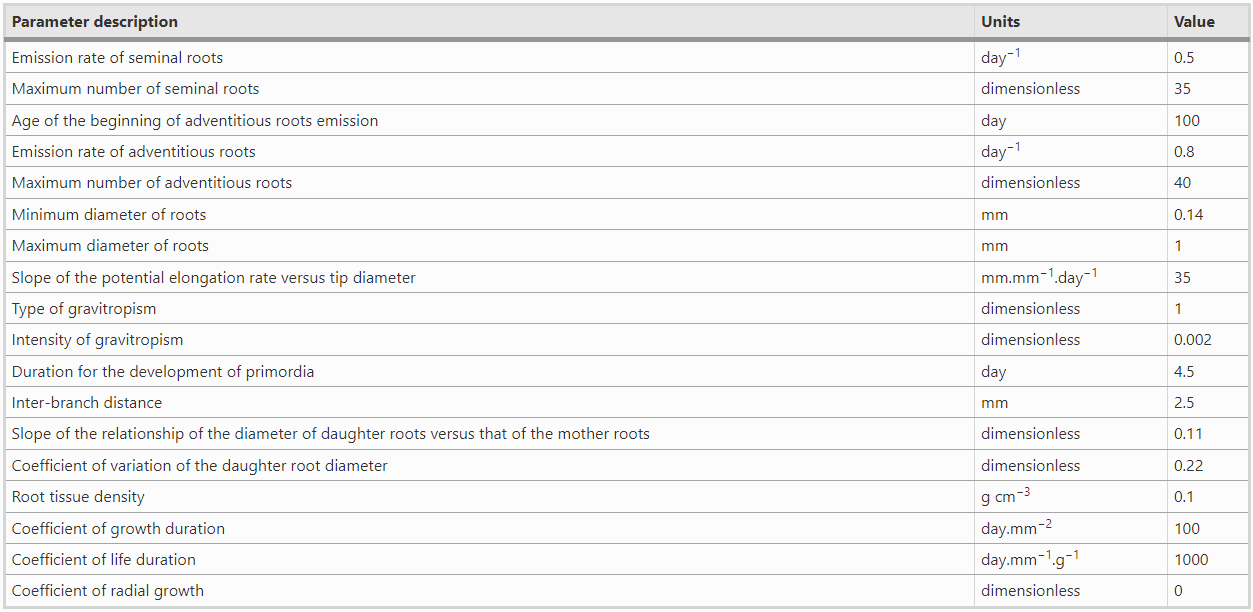 Parameter description Units Value
Emission rate of seminal roots day⁻¹ 0.5
Maximum number of seminal roots dimensionless 35
Age of the beginning of adventitious roots emission day 100
Emission rate of adventitious roots day⁻¹ 0.8
Maximum number of adventitious roots dimensionless 40
Minimum diameter of roots mm 0.14
Maximum diameter of roots mm 1
Slope of the potential elongation rate versus tip diameter mm.mm⁻¹.day⁻¹ 35
Type of gravitropism dimensionless 1
Intensity of gravitropism dimensionless 0.002
Duration for the development of primordia day 4.5
Inter-branch distance mm 2.5
Slope of the relationship of the diameter of daughter roots versus that of the mother roots dimensionless 0.11
Coefficient of variation of the daughter root diameter dimensionless 0.22
Root tissue density g cm⁻³ 0.1
Coefficient of growth duration day.mm⁻² 100
Coefficient of life duration day.mm⁻¹.g⁻¹ 1000
Coefficient of radial growth dimensionless 0